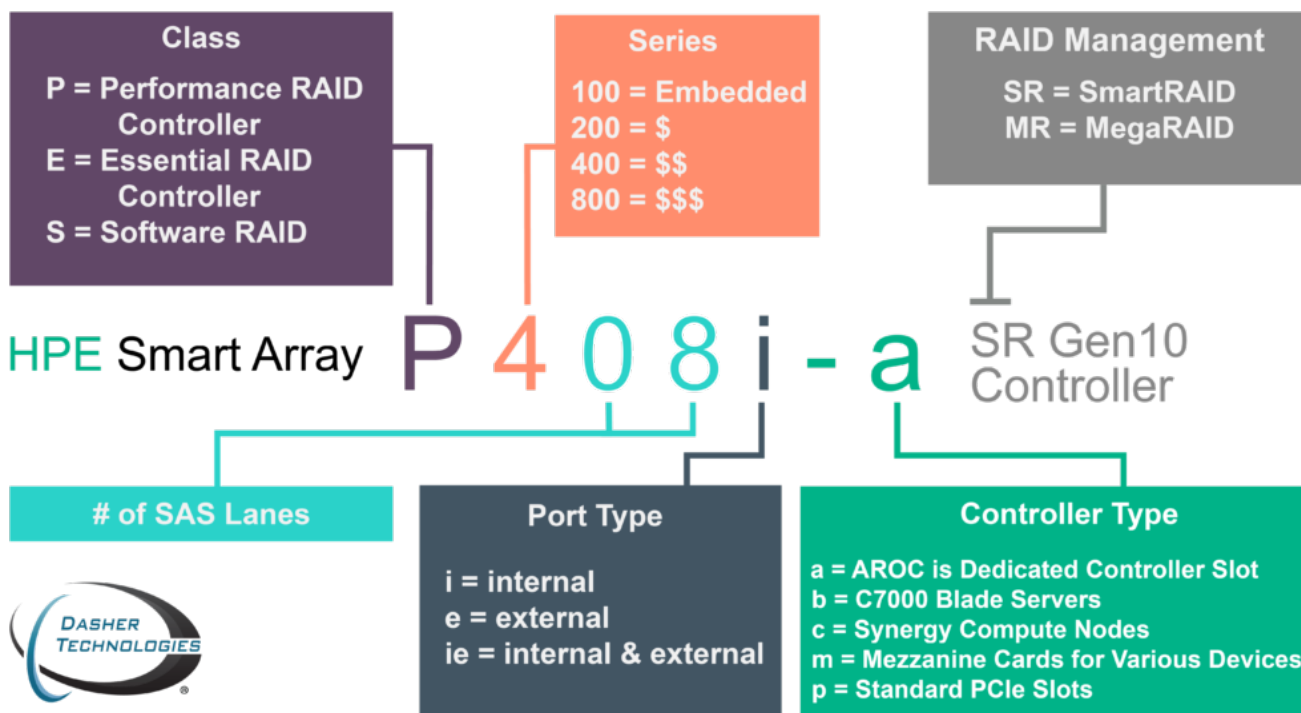 Class
P = Performance RAID
Controller
E = Essential RAID
Controller
S = Software RAID
Series
100 = Embedded
200 = $
400 = $$
800 = $$$
RAID Management
SR = SmartRAID
MR = MegaRAID
HPE Smart Array P408i-a SR Gen10
Controller
# of SAS Lanes
Port Type
i = internal
e = external
ie = internal & external
Controller Type
a = AROC is Dedicated Controller Slot
b = C7000 Blade Servers
c = Synergy Compute Nodes
m = Mezzanine Cards for Various Devices
p = Standard PCIe Slots
DASHER
TECHNOLOGIES
®